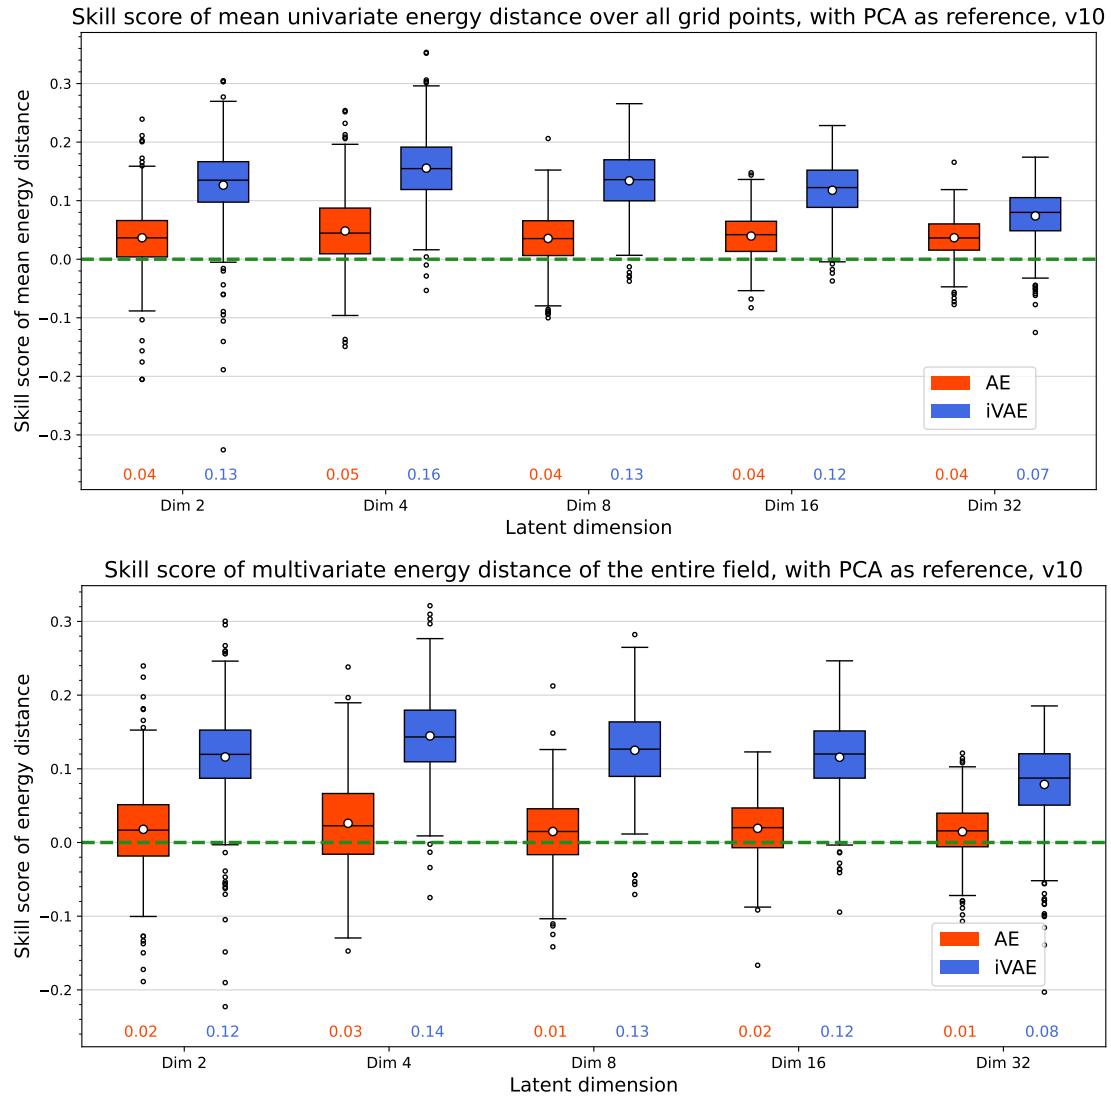 Skill score of mean univariate energy distance over all grid points, with PCA as reference, v10
Skill score of mean energy distance
0.3
0.2
0.1
0.0
−0.1
−0.2
−0.3
AE
iVAE
0.04 0.13 0.05 0.16 0.04 0.13 0.04 0.12 0.04 0.07
Dim 2 Dim 4 Dim 8 Dim 16 Dim 32
Latent dimension
Skill score of multivariate energy distance of the entire field, with PCA as reference, v10
Skill score of energy distance
0.3
0.2
0.1
0.0
−0.1
−0.2
AE
iVAE
0.02 0.12 0.03 0.14 0.01 0.13 0.02 0.12 0.01 0.08
Dim 2 Dim 4 Dim 8 Dim 16 Dim 32
Latent dimension